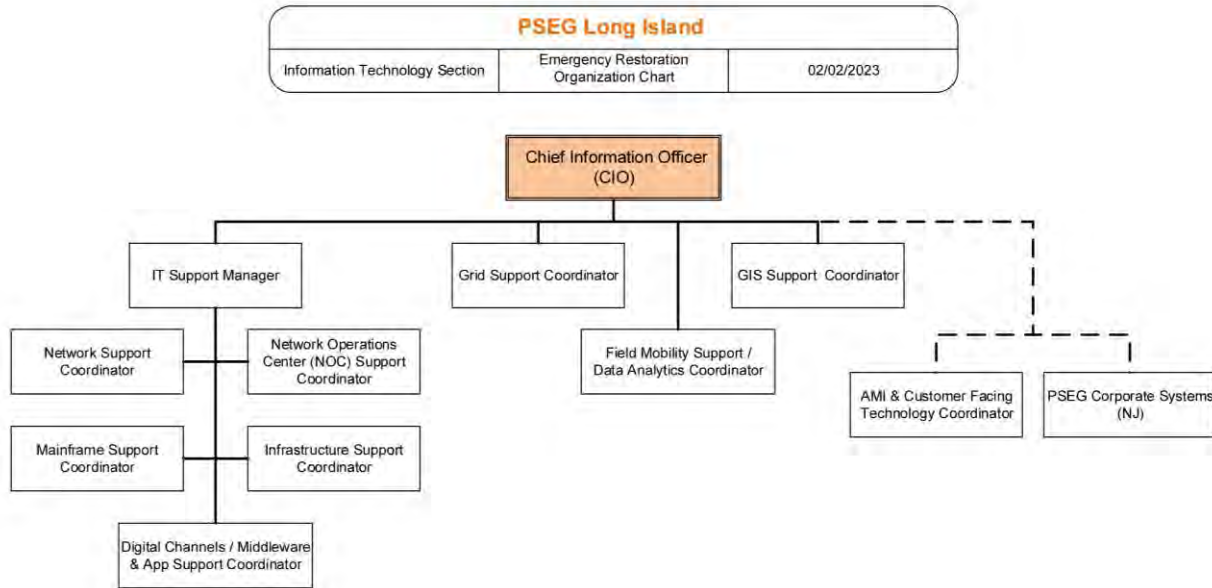 PSEG Long Island
Information Technology Section
Emergency Restoration
Organization Chart
02/02/2023
Chief Information Officer
(CIO)
IT Support Manager
Grid Support Coordinator
GIS Support Coordinator
Network Support
Coordinator
Network Operations
Center (NOC) Support
Coordinator
Field Mobility Support /
Data Analytics Coordinator
AMI & Customer Facing
Technology Coordinator
PSEG Corporate Systems
(NJ)
Mainframe Support
Coordinator
Infrastructure Support
Coordinator
Digital Channels / Middleware
& App Support Coordinator